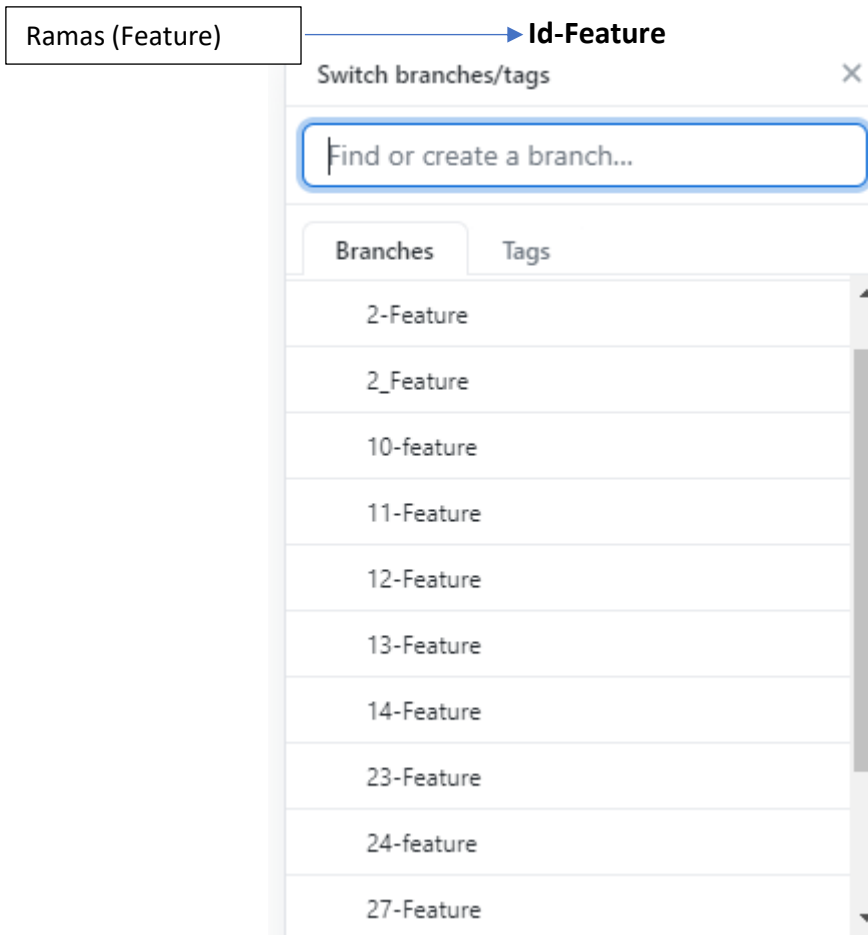 Ramas (Feature)
Id-Feature
Switch branches/tags
Find or create a branch...
Branches Tags
2-Feature
2_Feature
10-feature
11-Feature
12-Feature
13-Feature
14-Feature
23-Feature
24-feature
27-Feature